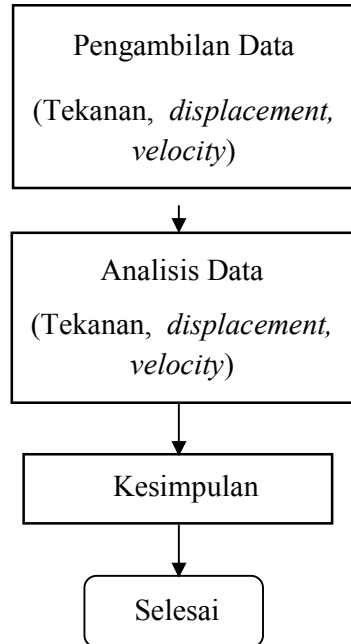 Pengambilan Data
(Tekanan, displacement,
velocity)
Analisis Data
(Tekanan, displacement,
velocity)
Kesimpulan
Selesai